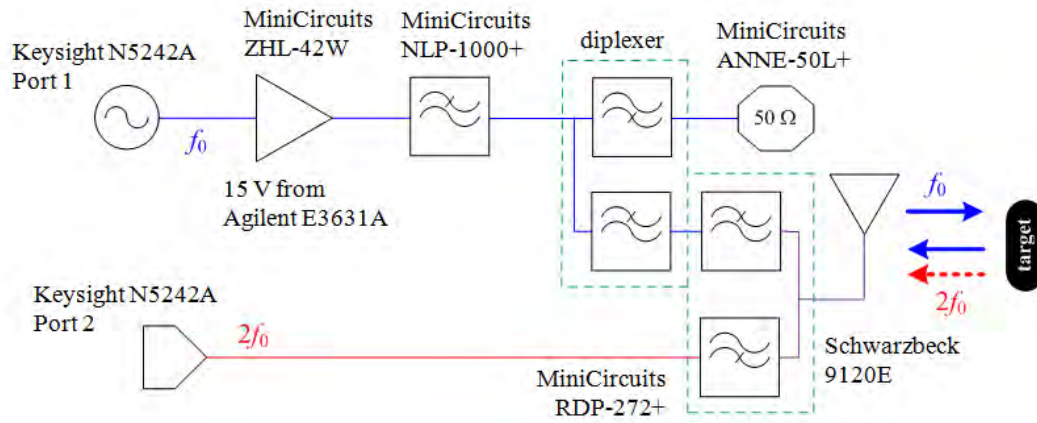 MiniCircuits
ZHL-42W
MiniCircuits
NLP-1000+
diplexer
MiniCircuits
ANNE-50L+
Keysight N5242A
Port 1
f0
50 Ω
15 V from
Agilent E3631A
f0
2f0
target
Keysight N5242A
Port 2
2f0
MiniCircuits
RDP-272+
Schwarzbeck
9120E